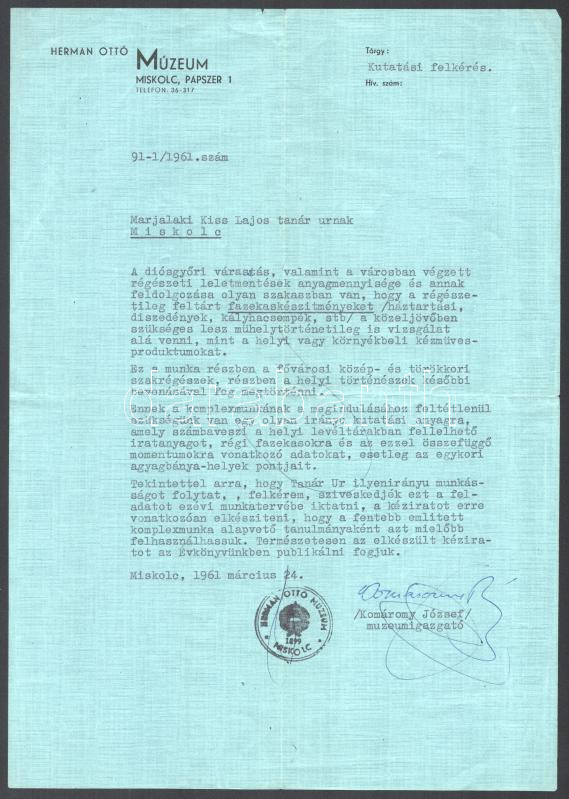 HERMAN OTTÓ MÚZEUM
MISKOLC, PAPSZER 1
TELEFON: 36-317
Tárgy:
Kutatási felkérés.
Hiv. szám:
91-1/1961.szám
Marjalaki Kiss Lajos tanár urnak
M i s k o l c
A diósgyőri várasatás, valamint a városban végzett
régészeti leletmentések anyagmennyisége és annak
feldolgozása olyan szakaszban van, hogy a régésze-
tileg feltárt fazekaskészitményeket /háztartási,
diszedények, kályhacsempék, stb/ a közeljövőben
szükséges lesz műhelytörténetileg is vizsgálat
alá venni, mint a helyi vagy környékbeli kézműves-
produktumokat.
Ez a munka részben a fővárosi közép- és törökkori
szakrégészek, részben a helyi történészek későbbi
bevonásával fog megtörténni.
Ennek a komplexmunkának a megindulásához feltétlenül
szükségünk van egy olyan irányu kutatási anyagra,
amely számbaveszi a helyi levéltárakban fellelhető
iratanyagot, régi fazekasokra és az ezzel összefüggő
momentumokra vonatkozó adatokat, esetleg az egykori
agyagbánya-helyek pontjait.
Tekintettel arra, hogy Tanár Ur ilyenirányu munkás-
ságot folytat, , felkérem, sziveskedjék ezt a fel-
adatot ezévi munkatervébe iktatni, a kéziratot erre
vonatkozóan elkésziteni, hogy a fentebb emlitett
komplexmunka alapvető tanulmányaként azt mielőbb
felhasználhassuk. Természetesen az elkészült kézira-
tot az Évkönyvünkben publikálni fogjuk.
Miskolc, 1961 március 24.
HERMAN OTTÓ MÚZEUM
1899
MISKOLC
/Komáromy József/
muzeumigazgató